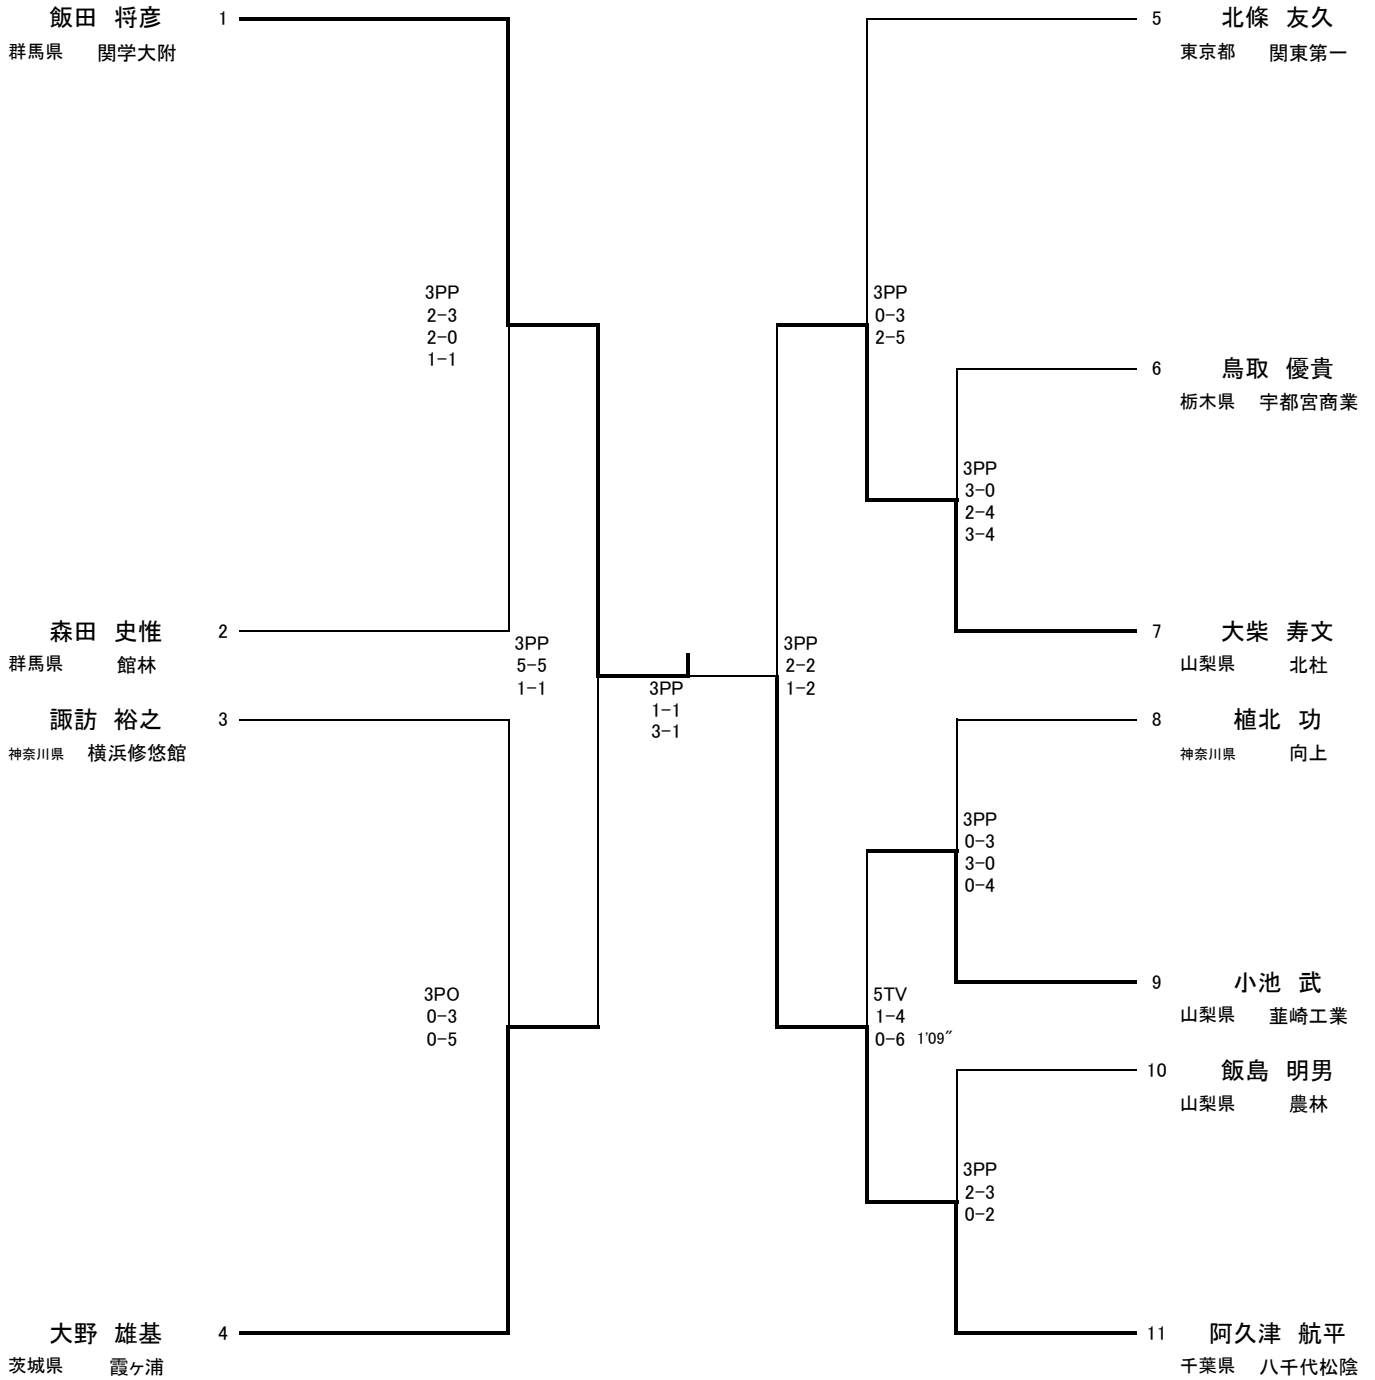 飯田 将彦 1
群馬県 関学大附
3PP
2-3
2-0
1-1
森田 史惟 2
群馬県 館林
3PP
5-5
1-1
諏訪 裕之 3
神奈川県 横浜修悠館
3PO
0-3
0-5
大野 雄基 4
茨城県 霞ヶ浦
3PP
1-1
3-1
5 北條 友久
東京都 関東第一
3PP
0-3
2-5
6 鳥取 優貴
栃木県 宇都宮商業
3PP
3-0
2-4
3-4
7 大柴 寿文
山梨県 北杜
3PP
2-2
1-2
8 植北 功
神奈川県 向上
3PP
0-3
3-0
0-4
9 小池 武
山梨県 韮崎工業
5TV
1-4
0-6 1'09"
10 飯島 明男
山梨県 農林
3PP
2-3
0-2
11 阿久津 航平
千葉県 八千代松陰